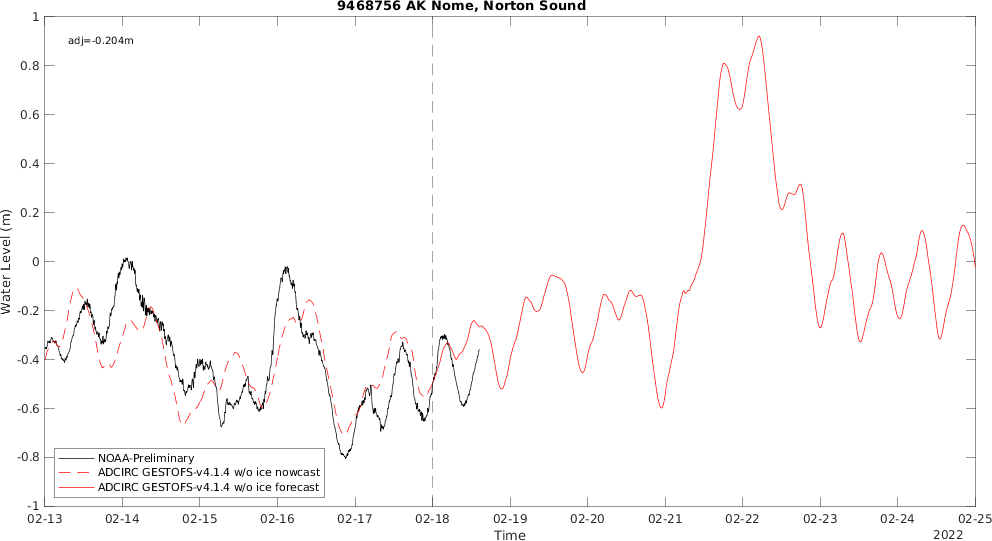 9468756 AK Nome, Norton Sound
adj=-0.204m
1
0.8
0.6
0.4
0.2
0
-0.2
-0.4
-0.6
-0.8
-1
Water Level (m)
NOAA-Preliminary
ADCIRC GESTOFS-v4.1.4 w/o ice nowcast
ADCIRC GESTOFS-v4.1.4 w/o ice forecast
02-13 02-14 02-15 02-16 02-17 02-18 02-19 02-20 02-21 02-22 02-23 02-24 02-25
Time
2022